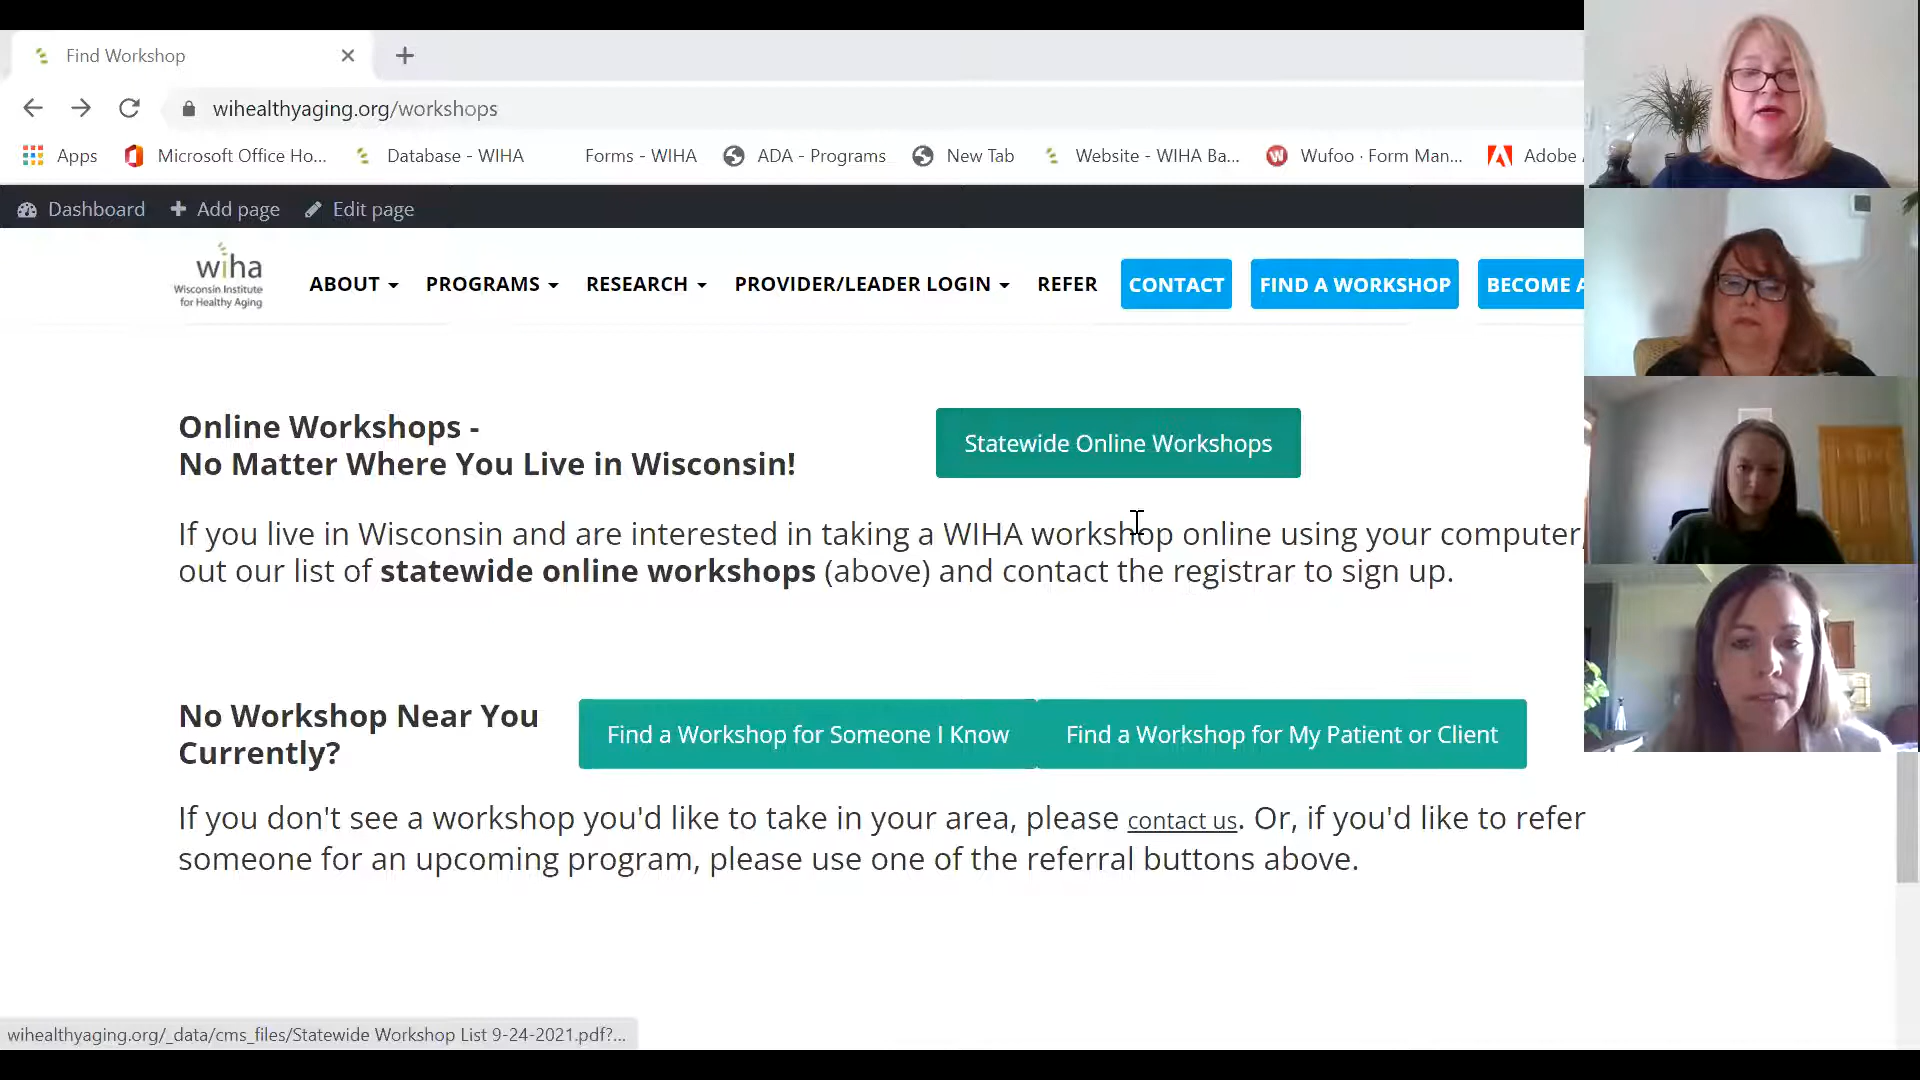 Find Workshop
wihealthyaging.org/workshops
Apps Microsoft Office Ho... Database - WIHA Forms - WIHA ADA - Programs New Tab Website - WIHA Ba... Wufoo · Form Man... Adobe
Dashboard Add page Edit page
wiha
Wisconsin Institute
for Healthy Aging
ABOUT PROGRAMS RESEARCH PROVIDER/LEADER LOGIN REFER CONTACT FIND A WORKSHOP BECOME A
Online Workshops -
No Matter Where You Live in Wisconsin!
Statewide Online Workshops
If you live in Wisconsin and are interested in taking a WIHA workshop online using your computer,
out our list of statewide online workshops (above) and contact the registrar to sign up.
No Workshop Near You
Currently?
Find a Workshop for Someone I Know
Find a Workshop for My Patient or Client
If you don't see a workshop you'd like to take in your area, please contact us. Or, if you'd like to refer
someone for an upcoming program, please use one of the referral buttons above.
wihealthyaging.org/_data/cms_files/Statewide Workshop List 9-24-2021.pdf?...